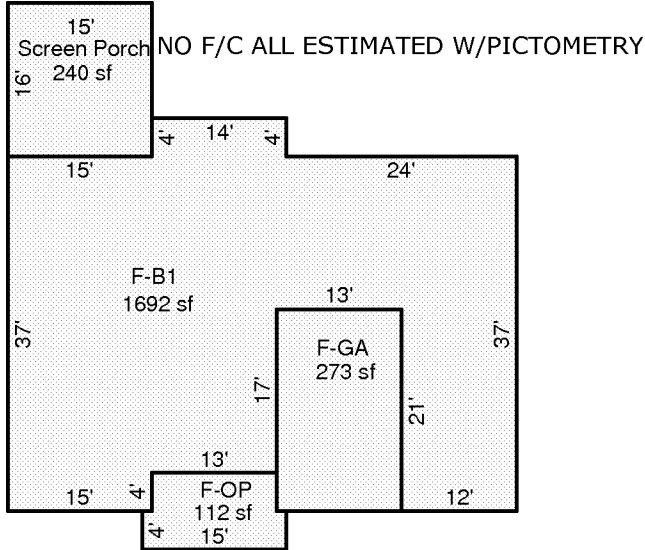 15'
Screen Porch
NO F/C ALL ESTIMATED W/PICTOMETRY
240 sf
16'
4'
14'
4'
15'
24'
F-B1
1692 sf
13'
37'
37'
F-GA
273 sf
17'
21'
13'
15'
4'
F-OP
112 sf
12'
4'
15'